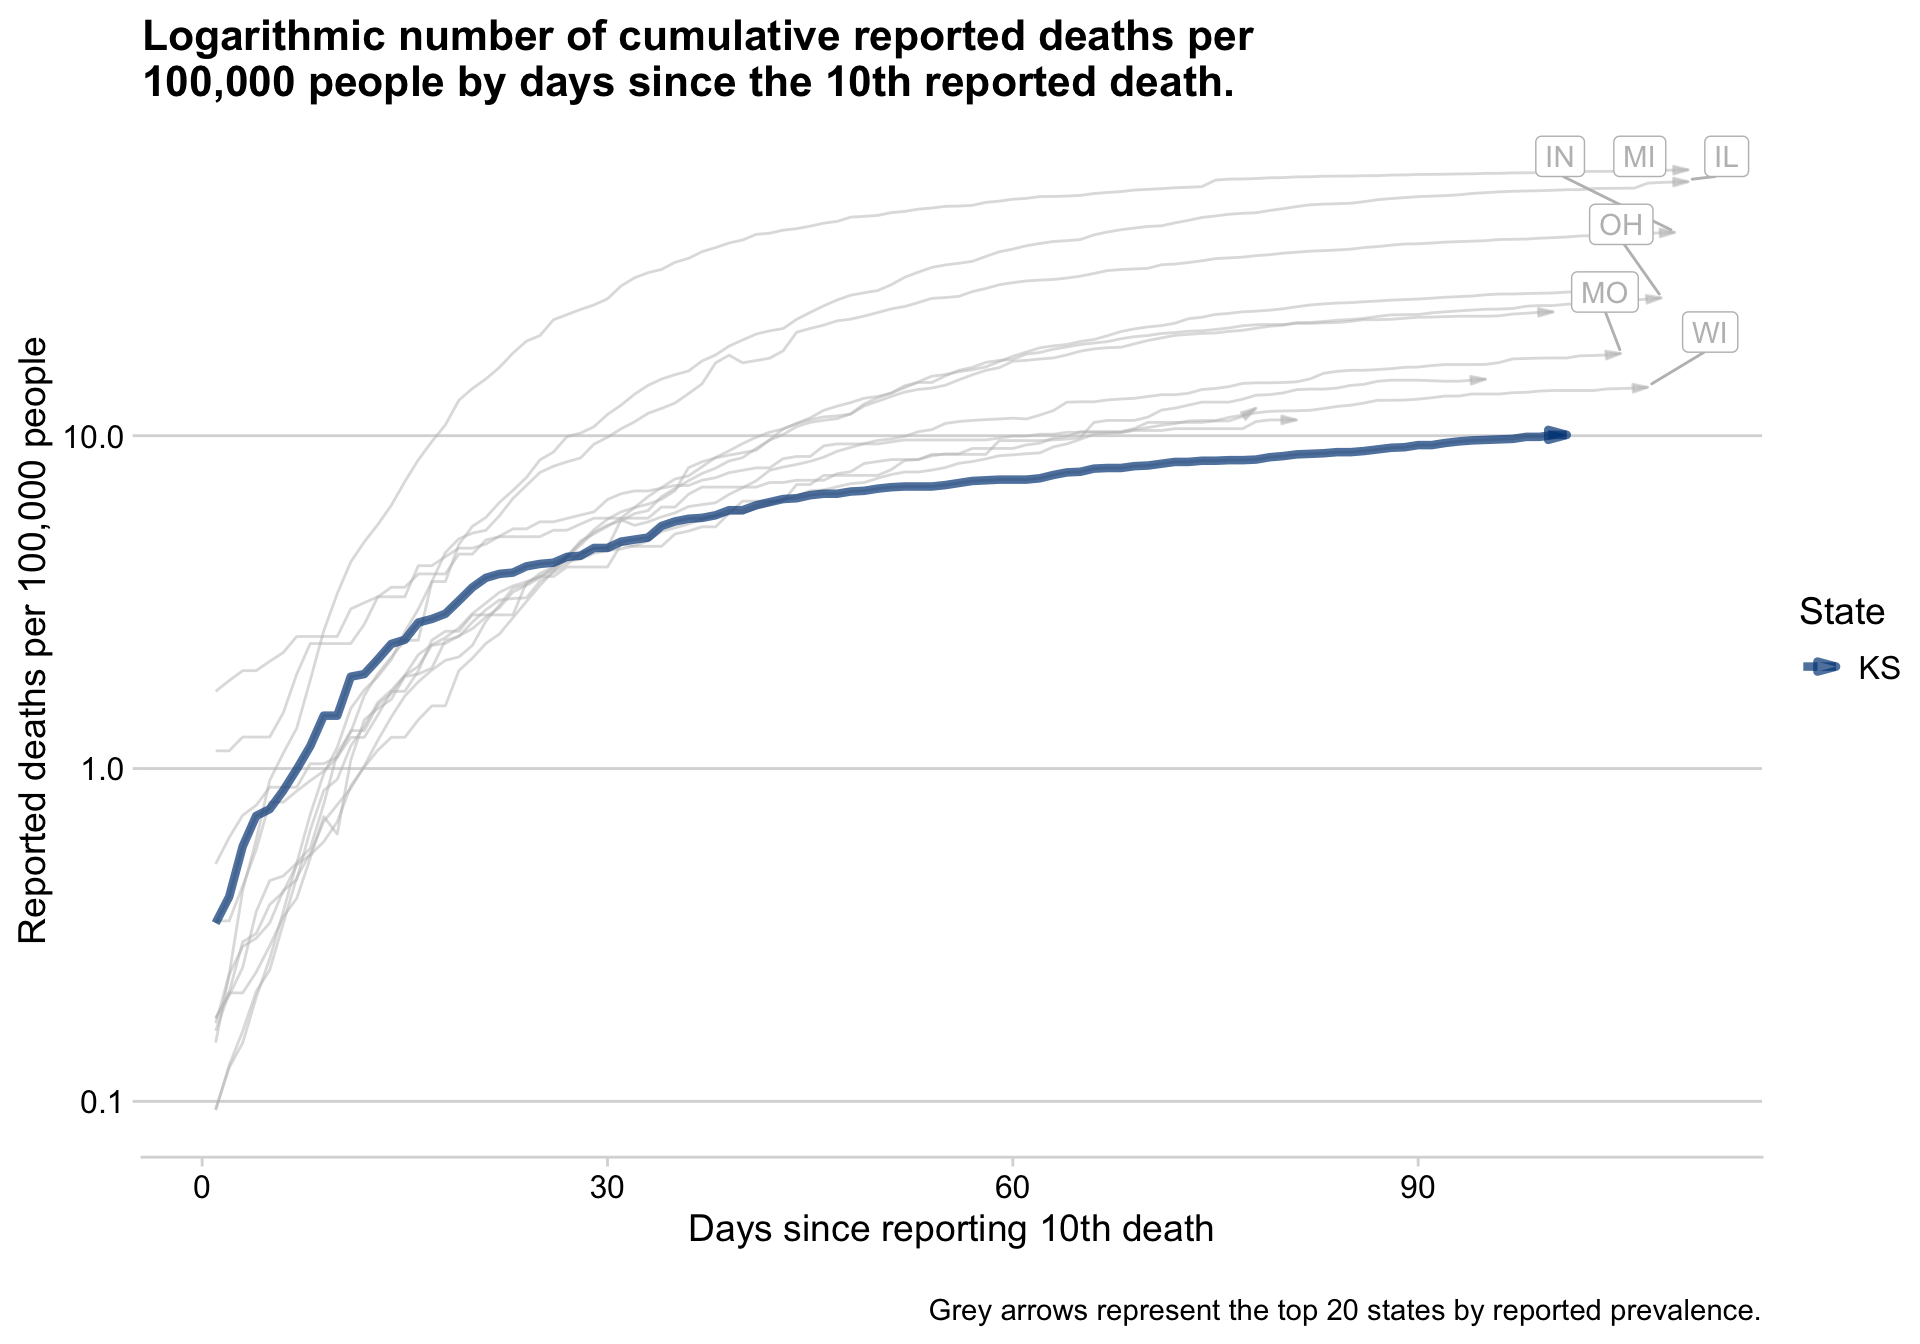 Logarithmic number of cumulative reported deaths per
100,000 people by days since the 10th reported death.
IN
MI
IL
OH
MO
WI
Reported deaths per 100,000 people
10.0
1.0
0.1
State
KS
0
30
60
90
Days since reporting 10th death
Grey arrows represent the top 20 states by reported prevalence.